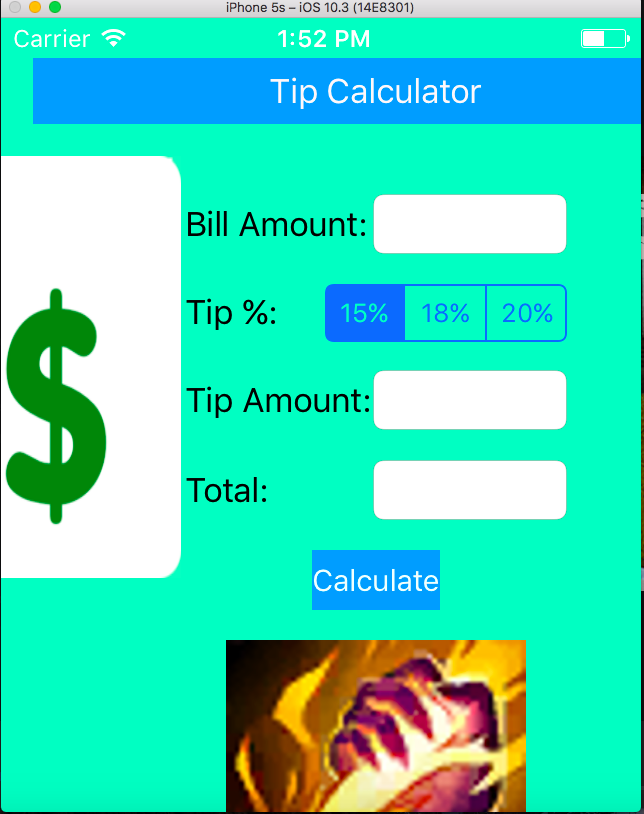 iPhone 5s – iOS 10.3 (14E8301)
Carrier 1:52 PM
Tip Calculator
$
Bill Amount:
Tip %: 15% 18% 20%
Tip Amount:
Total:
Calculate